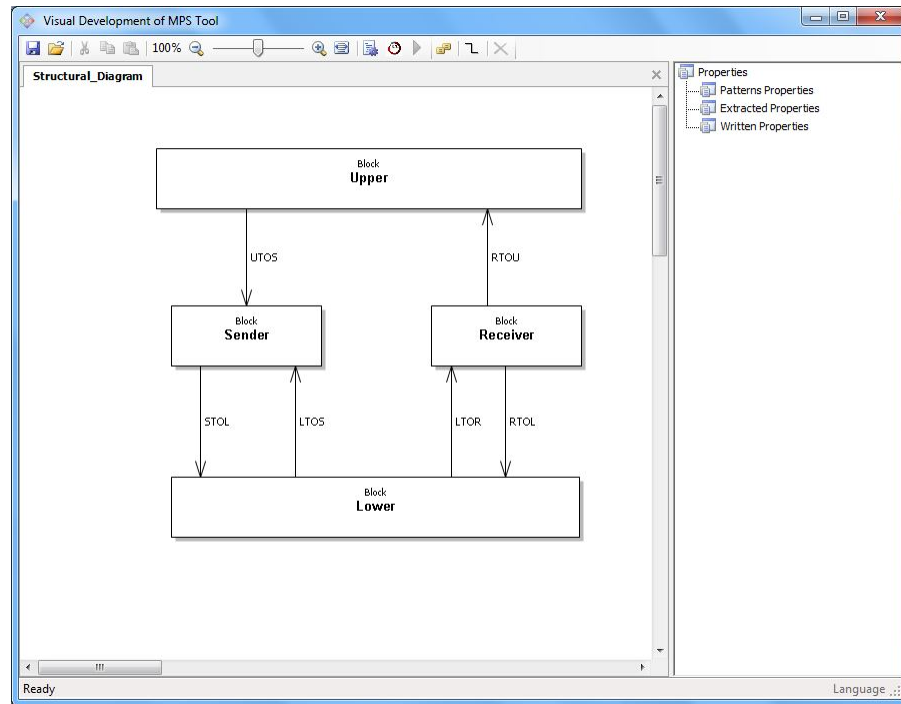 Visual Development of MPS Tool
100%
Structural_Diagram
Properties
Patterns Properties
Extracted Properties
Written Properties
Block
Upper
UTOS
RTOU
Block
Sender
Block
Receiver
STOL
LTOS
LTOR
RTOL
Block
Lower
Ready
Language